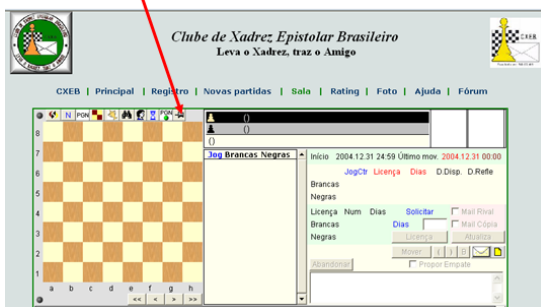 Clube de Xadrez Epistolar Brasileiro
Leva o Xadrez, traz o Amigo
CXEB
CXEB | Principal | Registro | Novas partidas | Sala | Rating | Foto | Ajuda | Fórum
N PGN
()
()
()
Jog Brancas Negras
Início 2004.12.31 24:59 Último mov. 2004.12.31 00:00
JogCtr Licença Dias D.Disp. D.Refle
Brancas
Negras
Licença Num Dias Solicitar Mail Rival
Brancas Dias Mail Cópia
Negras Licença Atualiza
Mover ( ) 0
Abandonar Propor Empate
8
7
6
5
4
3
2
1
a b c d e f g h
<< < > >>